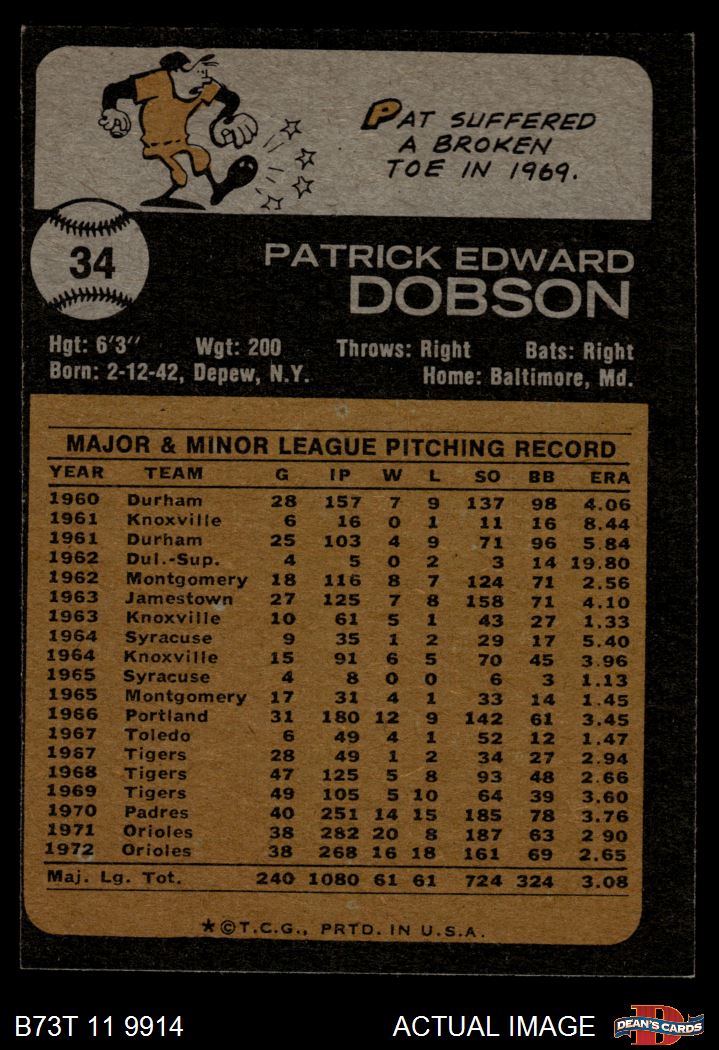 PAT SUFFERED
A BROKEN
TOE IN 1969.
34
PATRICK EDWARD
DOBSON
Hgt: 6'3" Wgt: 200 Throws: Right Bats: Right
Born: 2-12-42, Depew, N.Y. Home: Baltimore, Md.
MAJOR & MINOR LEAGUE PITCHING RECORD
YEAR TEAM G IP W L SO BB ERA
1960 Durham 28 157 7 9 137 98 4.06
1961 Knoxville 6 16 0 1 11 16 8.44
1961 Durham 25 103 4 9 71 96 5.84
1962 Dul.-Sup. 4 5 0 2 3 14 19.80
1962 Montgomery 18 116 8 7 124 71 2.56
1963 Jamestown 27 125 7 8 158 71 4.10
1963 Knoxville 10 61 5 1 43 27 1.33
1964 Syracuse 9 35 1 2 29 17 5.40
1964 Knoxville 15 91 6 5 70 45 3.96
1965 Syracuse 4 8 0 0 6 3 1.13
1965 Montgomery 17 31 4 1 33 14 1.45
1966 Portland 31 180 12 9 142 61 3.45
1967 Toledo 6 49 4 1 52 12 1.47
1967 Tigers 28 49 1 2 34 27 2.94
1968 Tigers 47 125 5 8 93 48 2.66
1969 Tigers 49 105 5 10 64 39 3.60
1970 Padres 40 251 14 15 185 78 3.76
1971 Orioles 38 282 20 8 187 63 2 90
1972 Orioles 38 268 16 18 161 69 2.65
Maj. Lg. Tot. 240 1080 61 61 724 324 3.08
★©T.C.G., PRTD. IN U.S.A.
B73T 11 9914 ACTUAL IMAGE DEAN'S CARDS